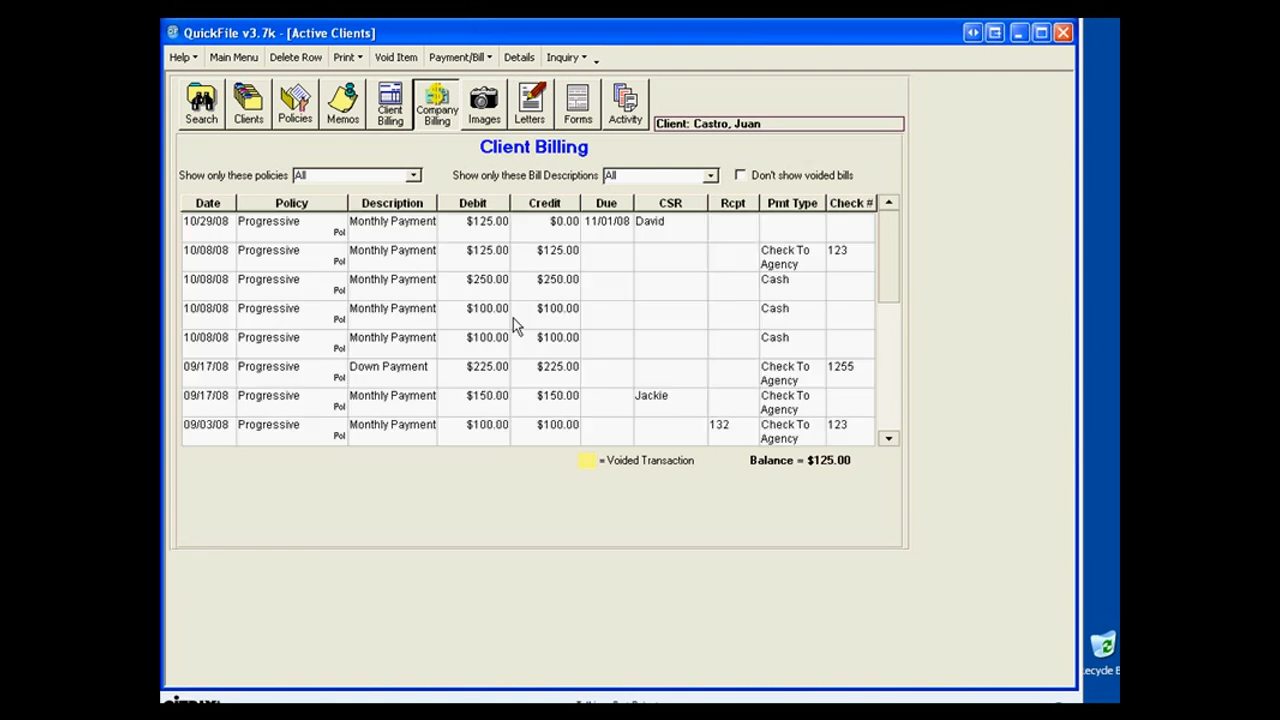 QuickFile v3.7k - [Active Clients]
Help Main Menu Delete Row Print Void Item Payment/Bill Details Inquiry
Search Clients Policies Memos Client Billing Company Billing Images Letters Forms Activity
Client: Castro, Juan
Client Billing
Show only these policies All Show only these Bill Descriptions All Don't show voided bills
Date Policy Description Debit Credit Due CSR Rcpt Pmt Type Check #
10/29/08 Progressive Pol Monthly Payment $125.00 $0.00 11/01/08 David
10/08/08 Progressive Pol Monthly Payment $125.00 $125.00 Check To Agency 123
10/08/08 Progressive Pol Monthly Payment $250.00 $250.00 Cash
10/08/08 Progressive Pol Monthly Payment $100.00 $100.00 Cash
10/08/08 Progressive Pol Monthly Payment $100.00 $100.00 Cash
09/17/08 Progressive Pol Down Payment $225.00 $225.00 Check To Agency 1255
09/17/08 Progressive Pol Monthly Payment $150.00 $150.00 Jackie Check To Agency
09/03/08 Progressive Pol Monthly Payment $100.00 $100.00 132 Check To Agency 123
= Voided Transaction Balance = $125.00